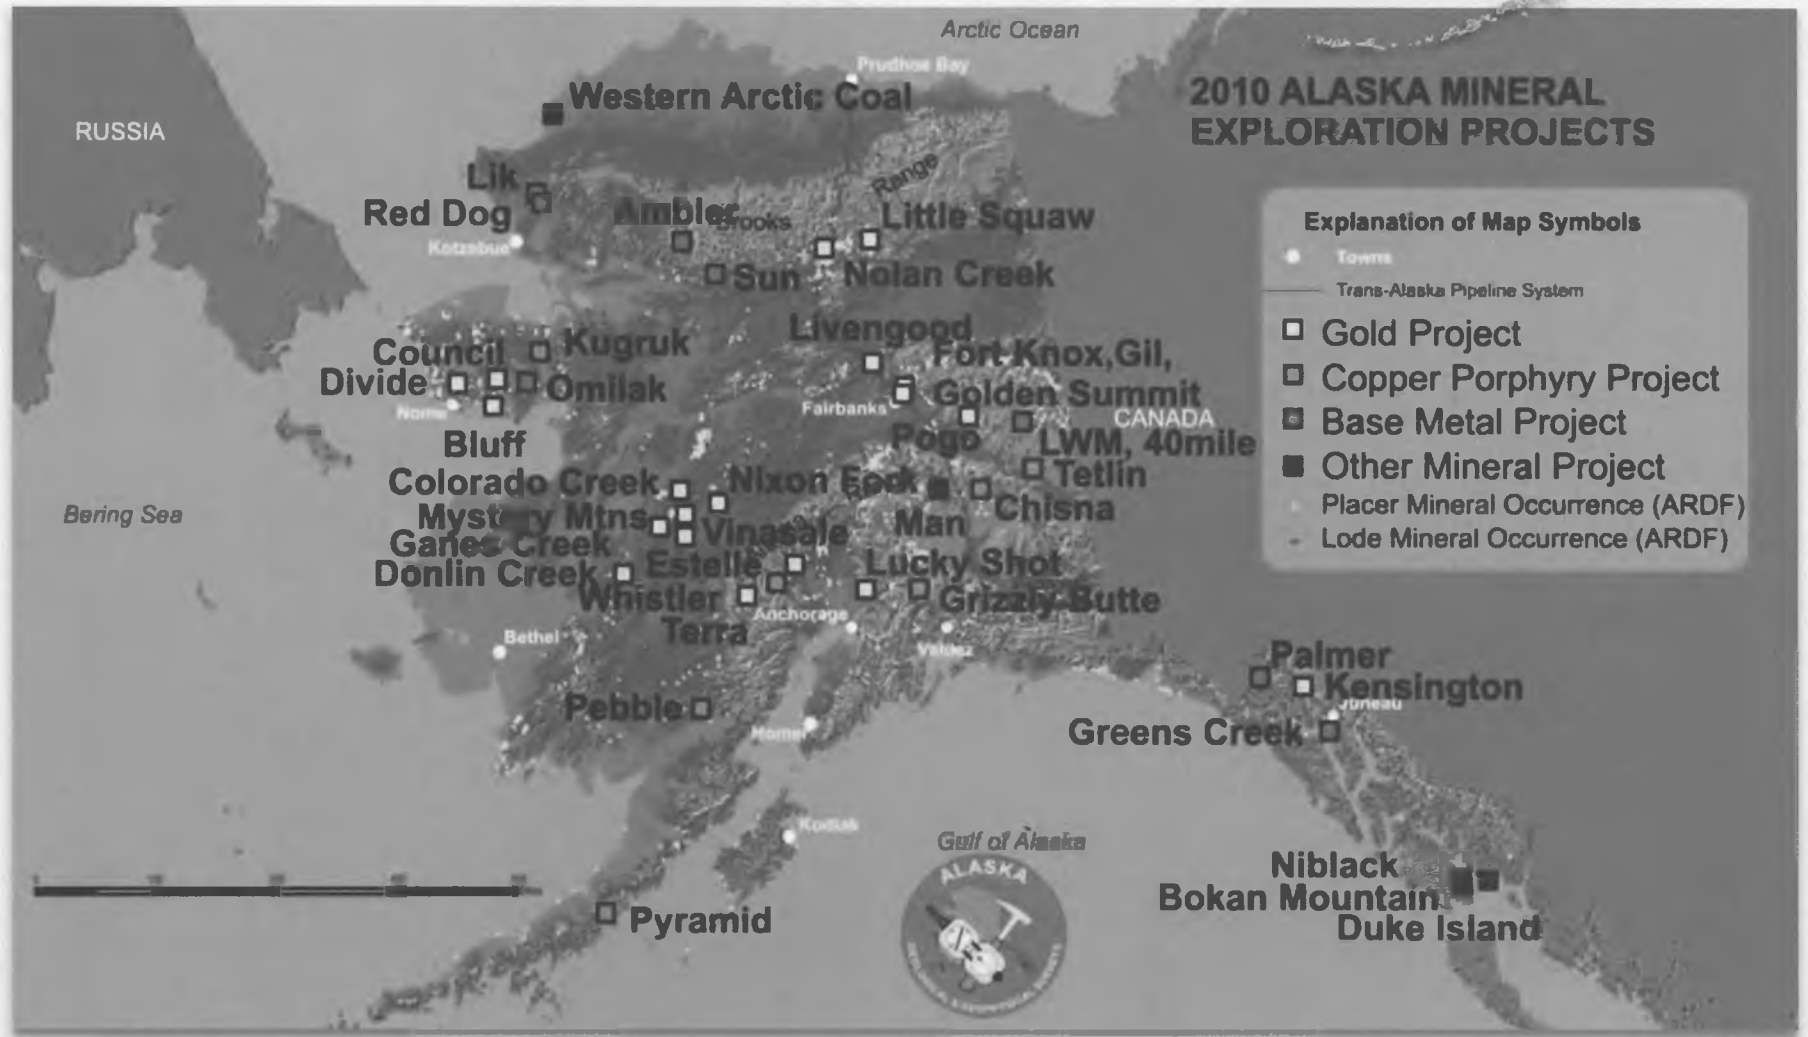 Arctic Ocean
Prudhoe Bay
2010 ALASKA MINERAL
EXPLORATION PROJECTS
Western Arctic Coal
RUSSIA
Lik
Red Dog
Kotzebue
Ambler
Brooks
Range
Little Squaw
Sun
Nolan Creek
Explanation of Map Symbols
Towns
Trans-Alaska Pipeline System
Gold Project
Copper Porphyry Project
Base Metal Project
Other Mineral Project
Placer Mineral Occurrence (ARDF)
Lode Mineral Occurrence (ARDF)
Livengood
Council
Kugruk
Fort Knox,Gil,
Divide
Omilak
Golden Summit
Nome
Fairbanks
CANADA
Bluff
Pogo
LWM, 40mile
Tetlin
Colorado Creek
Nixon Fork
Chisna
Bering Sea
Mystery Mtns
Vinasale
Man
Ganes Creek
Donlin Creek
Estelle
Lucky Shot
Whistler
Grizzly Butte
Anchorage
Terra
Bethel
Valdez
Palmer
Kensington
Juneau
Pebble
Homer
Greens Creek
Kodiak
Gulf of Alaska
ALASKA
Niblack
Bokan Mountain
Duke Island
Pyramid